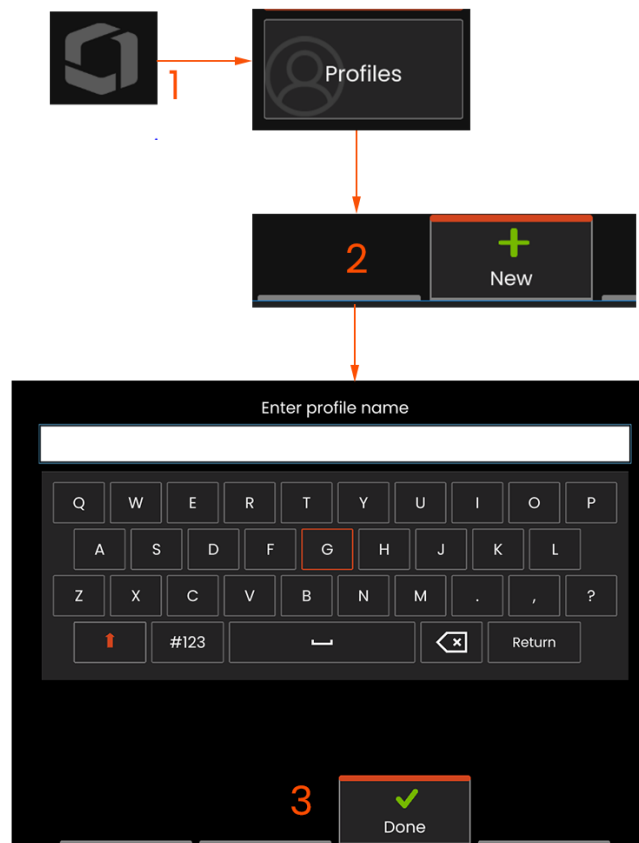 1
Profiles
2
New
Enter profile name
Q W E R T Y U I O P
A S D F G H J K L
Z X C V B N M . , ?
#123 Return
3
Done